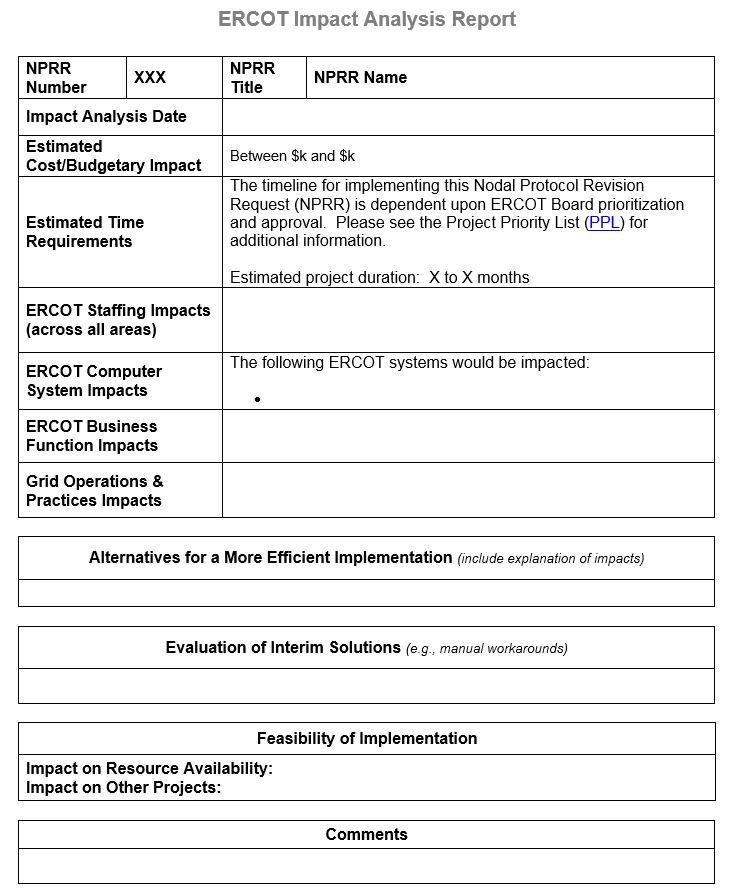 ERCOT Impact Analysis Report
NPRR Number XXX NPRR Title NPRR Name
Impact Analysis Date
Estimated
Cost/Budgetary Impact
Between $k and $k
Estimated Time
Requirements
The timeline for implementing this Nodal Protocol Revision
Request (NPRR) is dependent upon ERCOT Board prioritization
and approval.  Please see the Project Priority List (PPL) for
additional information.
Estimated project duration:  X to X months
ERCOT Staffing Impacts
(across all areas)
ERCOT Computer
System Impacts
The following ERCOT systems would be impacted:
•
ERCOT Business
Function Impacts
Grid Operations &
Practices Impacts
Alternatives for a More Efficient Implementation (include explanation of impacts)
Evaluation of Interim Solutions (e.g., manual workarounds)
Feasibility of Implementation
Impact on Resource Availability:
Impact on Other Projects:
Comments